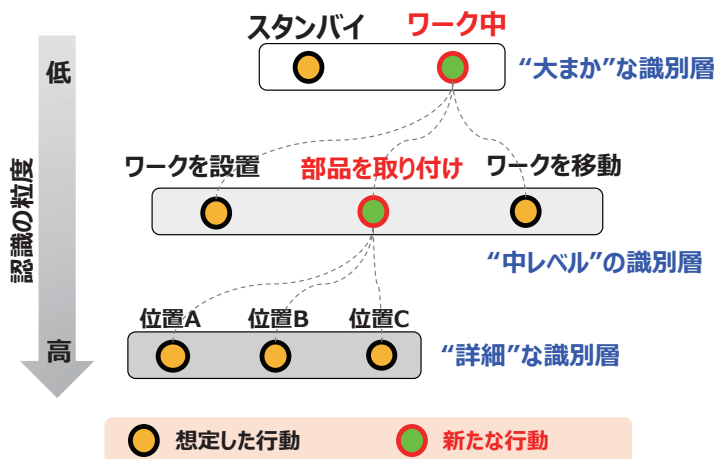 スタンバイ
ワーク中
低
“大まか”な識別層
ワークを設置
部品を取り付け
ワークを移動
認識の粒度
“中レベル”の識別層
位置A
位置B
位置C
高
“詳細”な識別層
想定した行動
新たな行動